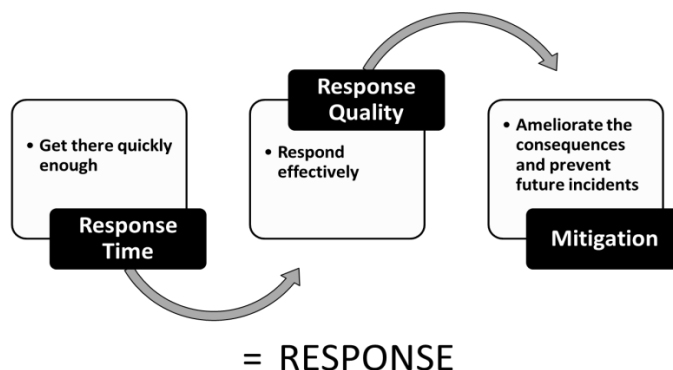 • Get there quickly
enough
Response
Time
Response
Quality
• Respond
effectively
• Ameliorate the
consequences
and prevent
future incidents
Mitigation
= RESPONSE